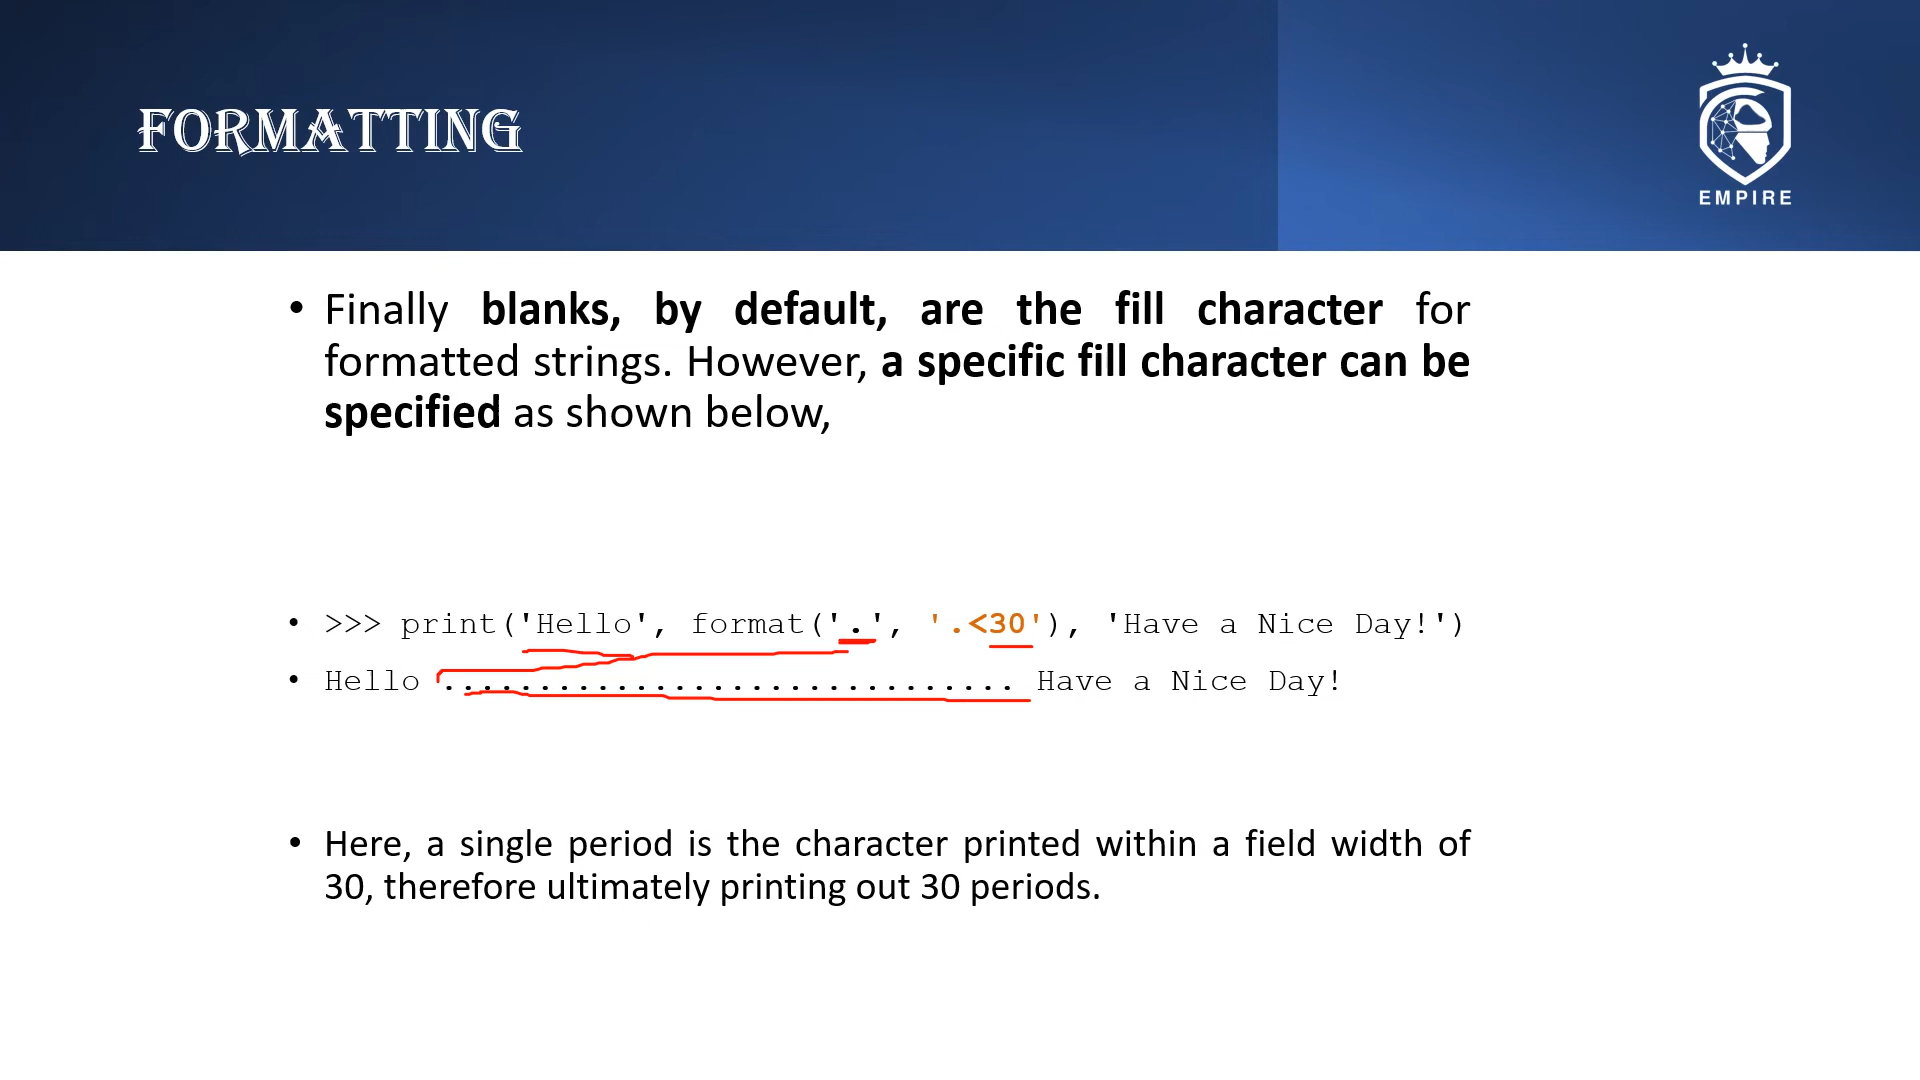 FORMATTING
EMPIRE
• Finally blanks, by default, are the fill character for
formatted strings. However, a specific fill character can be
specified as shown below,
• >>> print('Hello', format('.', '.<30'), 'Have a Nice Day!')
• Hello .............................. Have a Nice Day!
• Here, a single period is the character printed within a field width of
30, therefore ultimately printing out 30 periods.